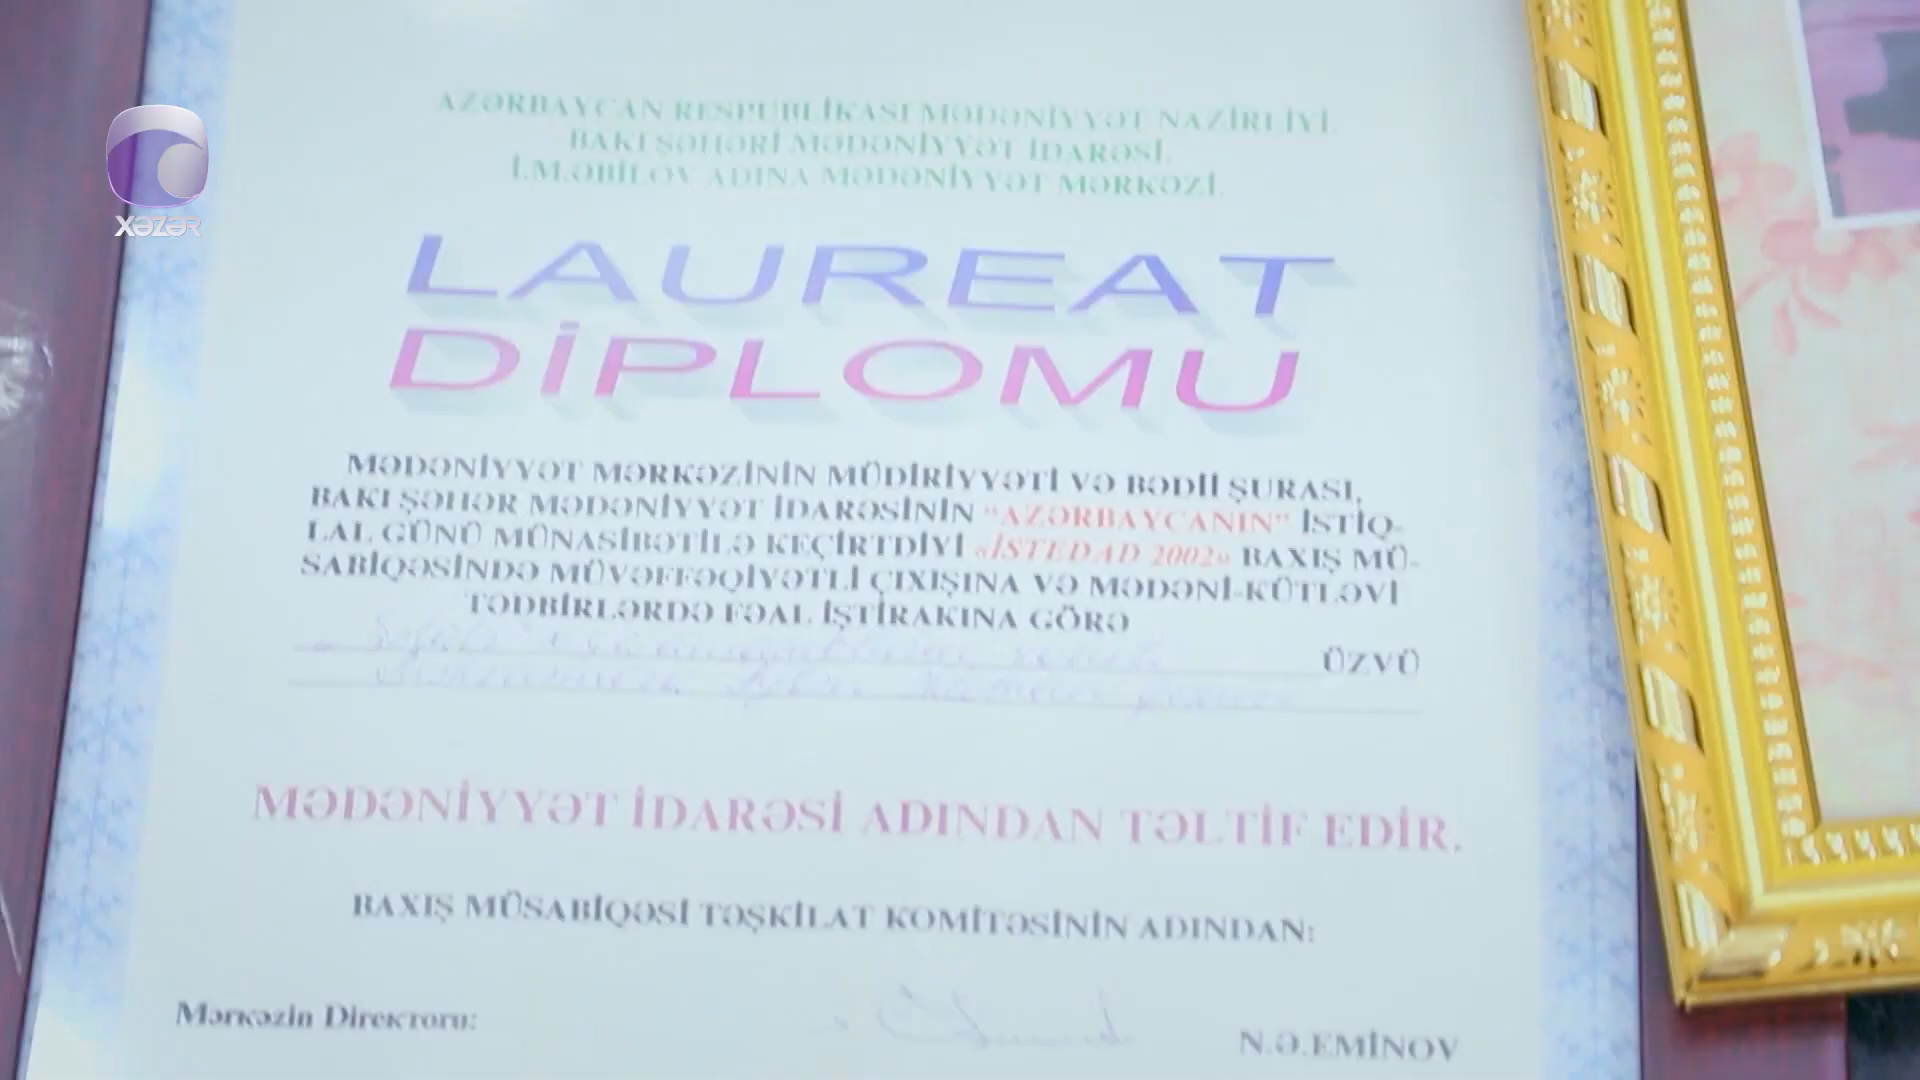 XƏZƏR
AZƏRBAYCAN RESPUBLİKASI MƏDƏNİYYƏT NAZİRLİYİ
BAKI ŞƏHƏRİ MƏDƏNİYYƏT İDARƏSİ.
İ.M.ƏBİLOV ADINA MƏDƏNİYYƏT MƏRKƏZİ.
LAUREAT
DİPLOMU
MƏDƏNİYYƏT MƏRKƏZİNİN MÜDİRİYYƏTİ VƏ BƏDİİ ŞURASI,
BAKI ŞƏHƏR MƏDƏNİYYƏT İDARƏSİNİN "AZƏRBAYCANIN" İSTİQ-
LAL GÜNÜ MÜNASİBƏTİLƏ KEÇİRTDİYİ «İSTEDAD 2002» BAXIŞ MÜ-
SABİQƏSİNDƏ MÜVƏFFƏQİYƏTLİ ÇIXIŞINA VƏ MƏDƏNİ-KÜTLƏVİ
TƏDBİRLƏRDƏ FƏAL İŞTİRAKINA GÖRƏ
ÜZVÜ
MƏDƏNİYYƏT İDARƏSİ ADINDAN TƏLTİF EDİR.
BAXIŞ MÜSABİQƏSİ TƏŞKİLAT KOMİTƏSİNİN ADINDAN:
Mərkəzin Direktoru:
N.Ə.EMİNOV